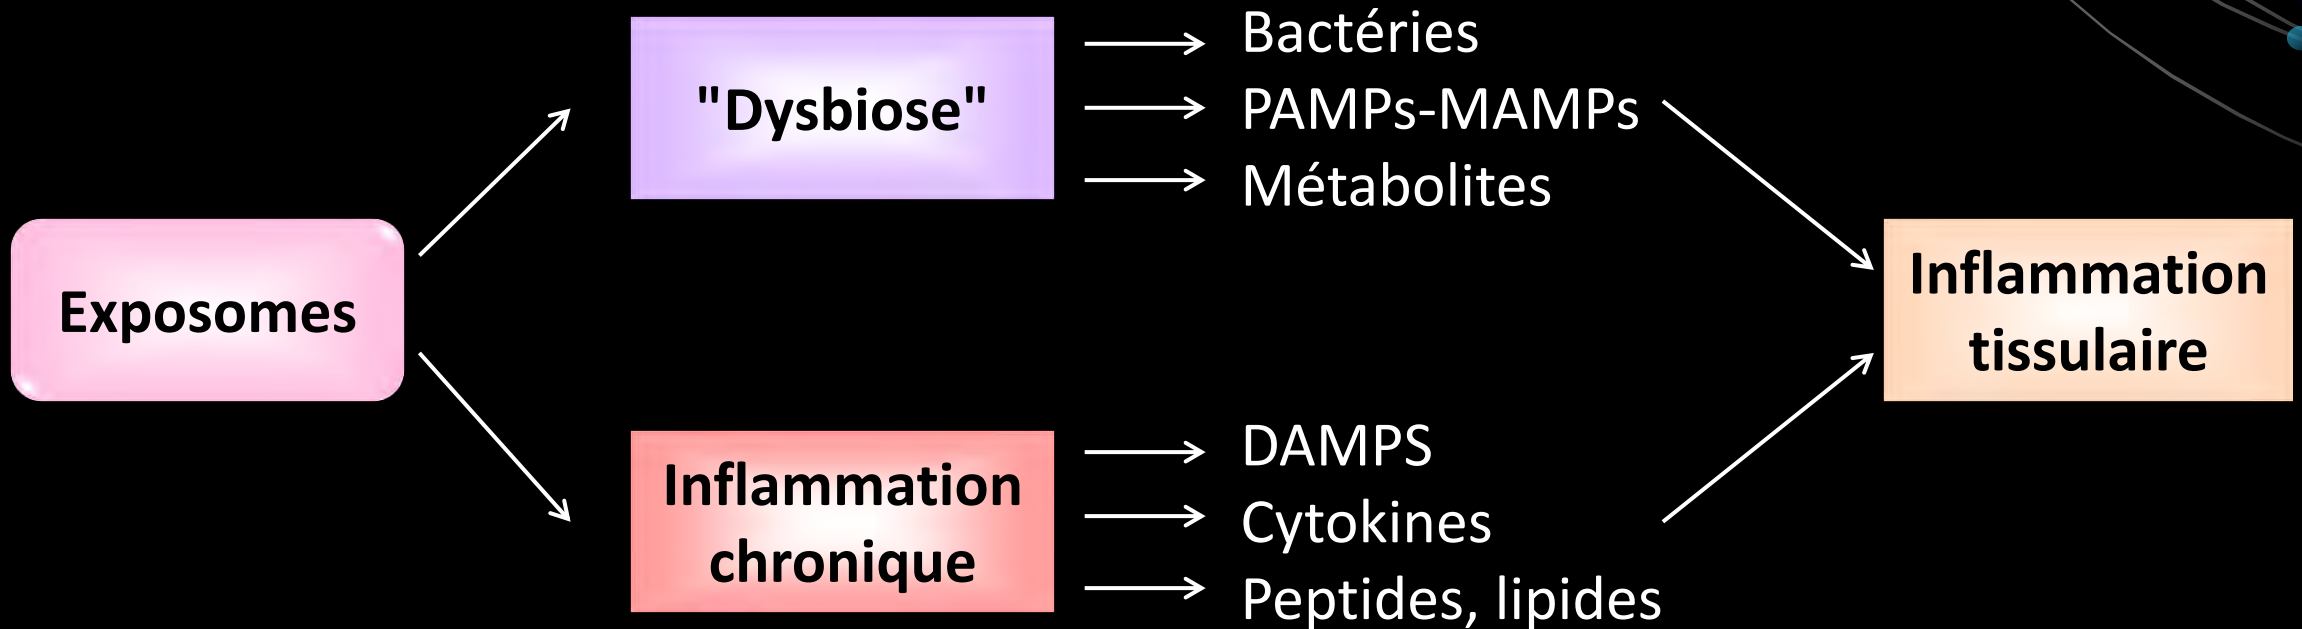 Bactéries
"Dysbiose"
PAMPs-MAMPs
Métabolites
Exposomes
Inflammation
tissulaire
Inflammation
chronique
DAMPS
Cytokines
Peptides, lipides